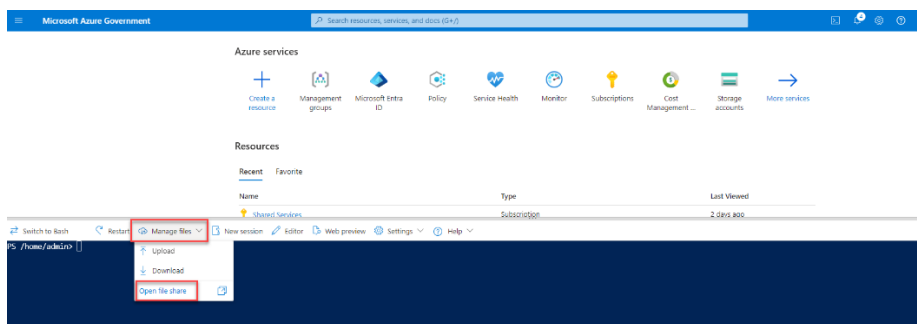 Microsoft Azure Government
Search resources, services, and docs (G+/)
Azure services
Create a resource
Management groups
Microsoft Entra ID
Policy
Service Health
Monitor
Subscriptions
Cost Management ...
Storage accounts
More services
Resources
Recent Favorite
Name Type Last Viewed
Shared Services Subscription 2 days ago
Switch to Bash Restart Manage files New session Editor Web preview Settings Help
PS /home/admin>
Upload
Download
Open file share